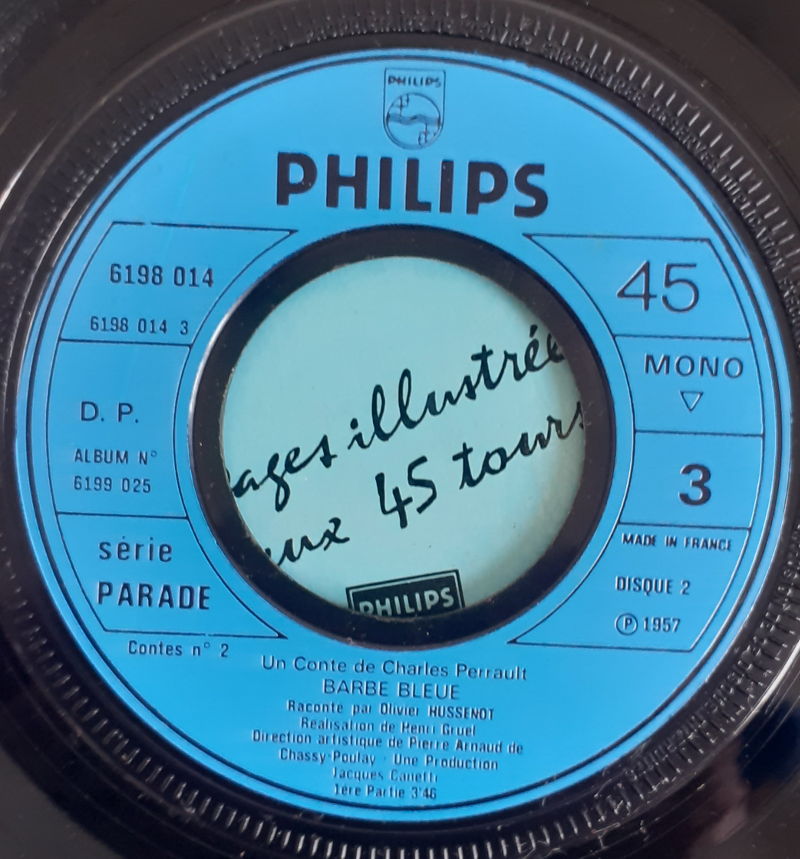 PHILIPS
PHILIPS
6198 014
6198 014 3
D. P.
ALBUM N°
6199 025
série
PARADE
Contes n° 2
45
MONO
3
MADE IN FRANCE
DISQUE 2
Ⓟ 1957
ages illustrée
eux 45 tours
PHILIPS
Un Conte de Charles Perrault
BARBE BLEUE
Raconte par Olivier HUSSENOT
Réalisation de Henri Gruel
Direction artistique de Pierre Arnaud de
Chassy-Poulay - Une Production
Jacques Canetti
1ère Partie 3'46